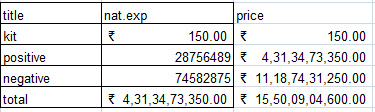 title nat.exp price
kit ₹ 150.00 ₹ 150.00
positive 28756489 ₹ 4,31,34,73,350.00
negative 74582875 ₹ 11,18,74,31,250.00
total ₹ 4,31,34,73,350.00 ₹ 15,50,09,04,600.00